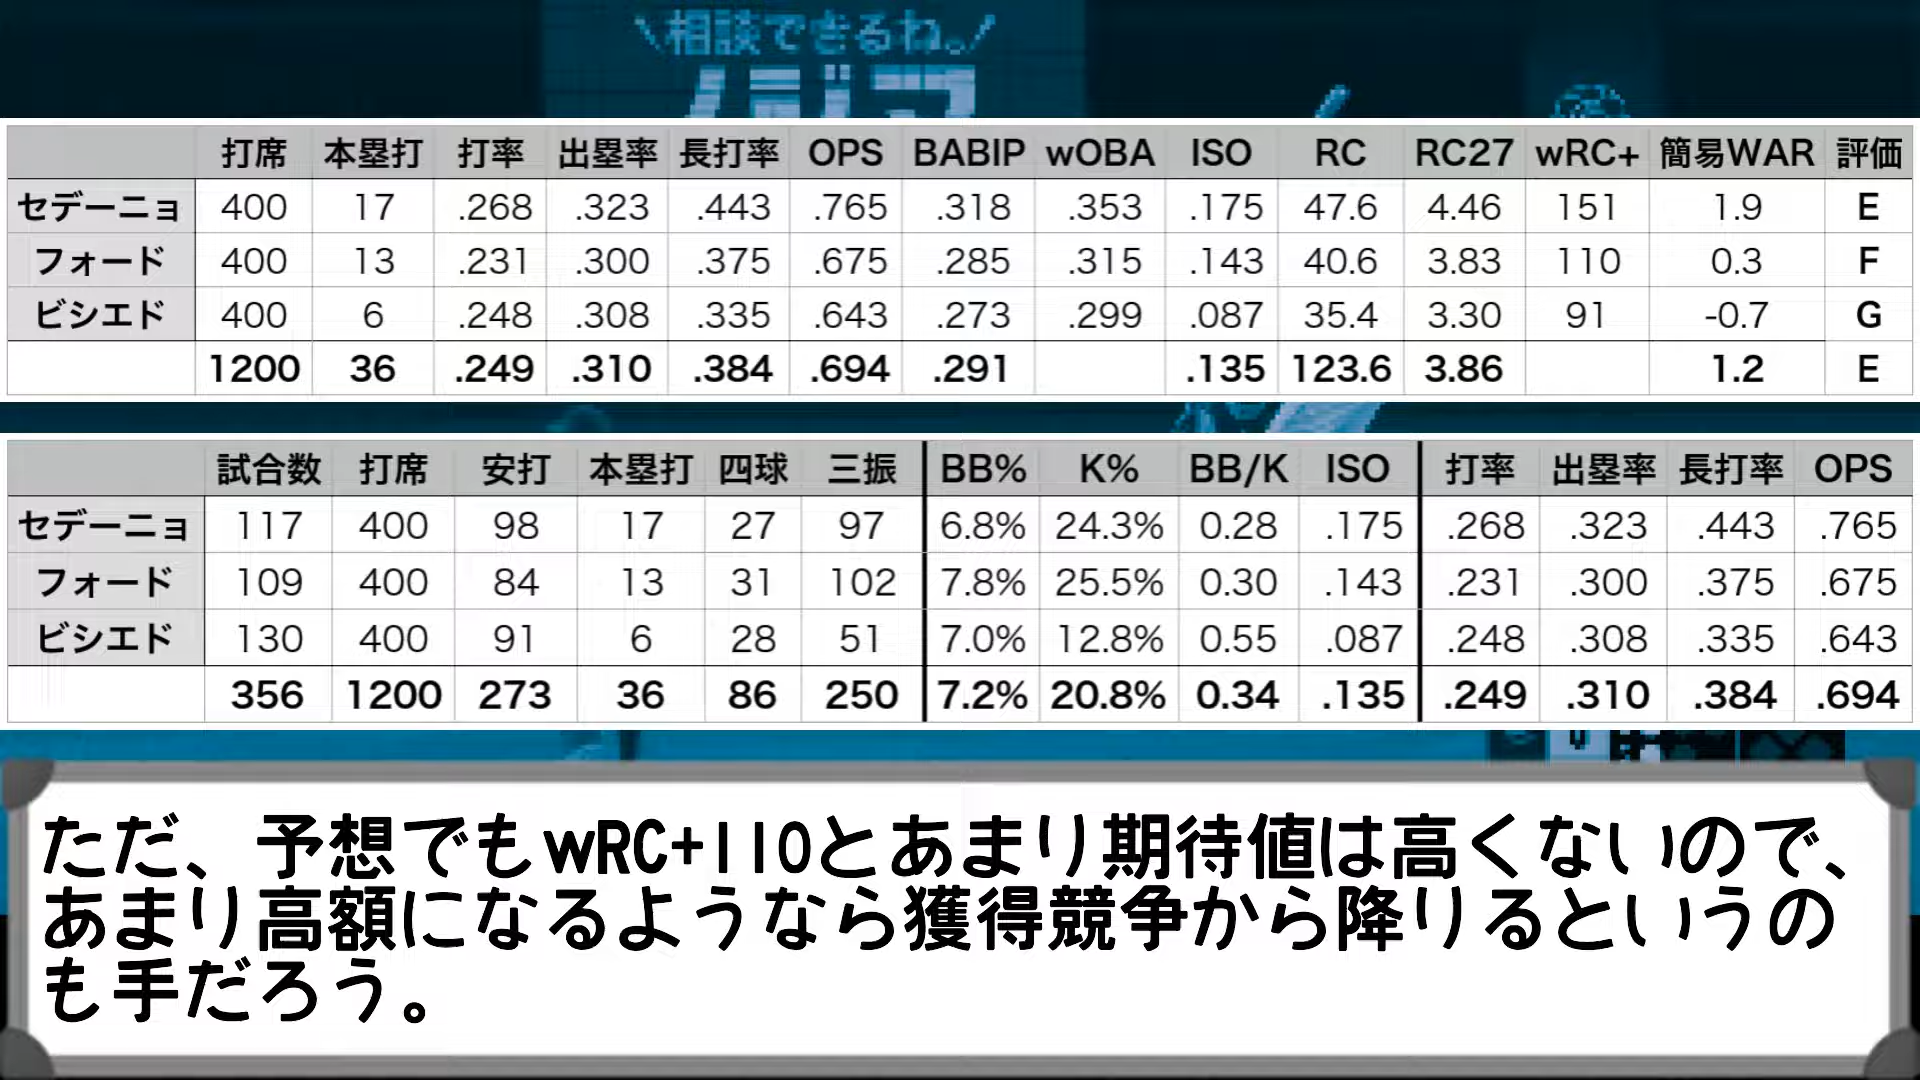 ＼相談できるね。／
打席 本塁打 打率 出塁率 長打率 OPS BABIP wOBA ISO RC RC27 wRC+ 簡易WAR 評価
セデーニョ 400 17 .268 .323 .443 .765 .318 .353 .175 47.6 4.46 151 1.9 E
フォード 400 13 .231 .300 .375 .675 .285 .315 .143 40.6 3.83 110 0.3 F
ビシエド 400 6 .248 .308 .335 .643 .273 .299 .087 35.4 3.30 91 -0.7 G
1200 36 .249 .310 .384 .694 .291 .135 123.6 3.86 1.2 E
試合数 打席 安打 本塁打 四球 三振 BB% K% BB/K ISO 打率 出塁率 長打率 OPS
セデーニョ 117 400 98 17 27 97 6.8% 24.3% 0.28 .175 .268 .323 .443 .765
フォード 109 400 84 13 31 102 7.8% 25.5% 0.30 .143 .231 .300 .375 .675
ビシエド 130 400 91 6 28 51 7.0% 12.8% 0.55 .087 .248 .308 .335 .643
356 1200 273 36 86 250 7.2% 20.8% 0.34 .135 .249 .310 .384 .694
ただ、予想でもwRC+110とあまり期待値は高くないので、
あまり高額になるようなら獲得競争から降りるというの
も手だろう。